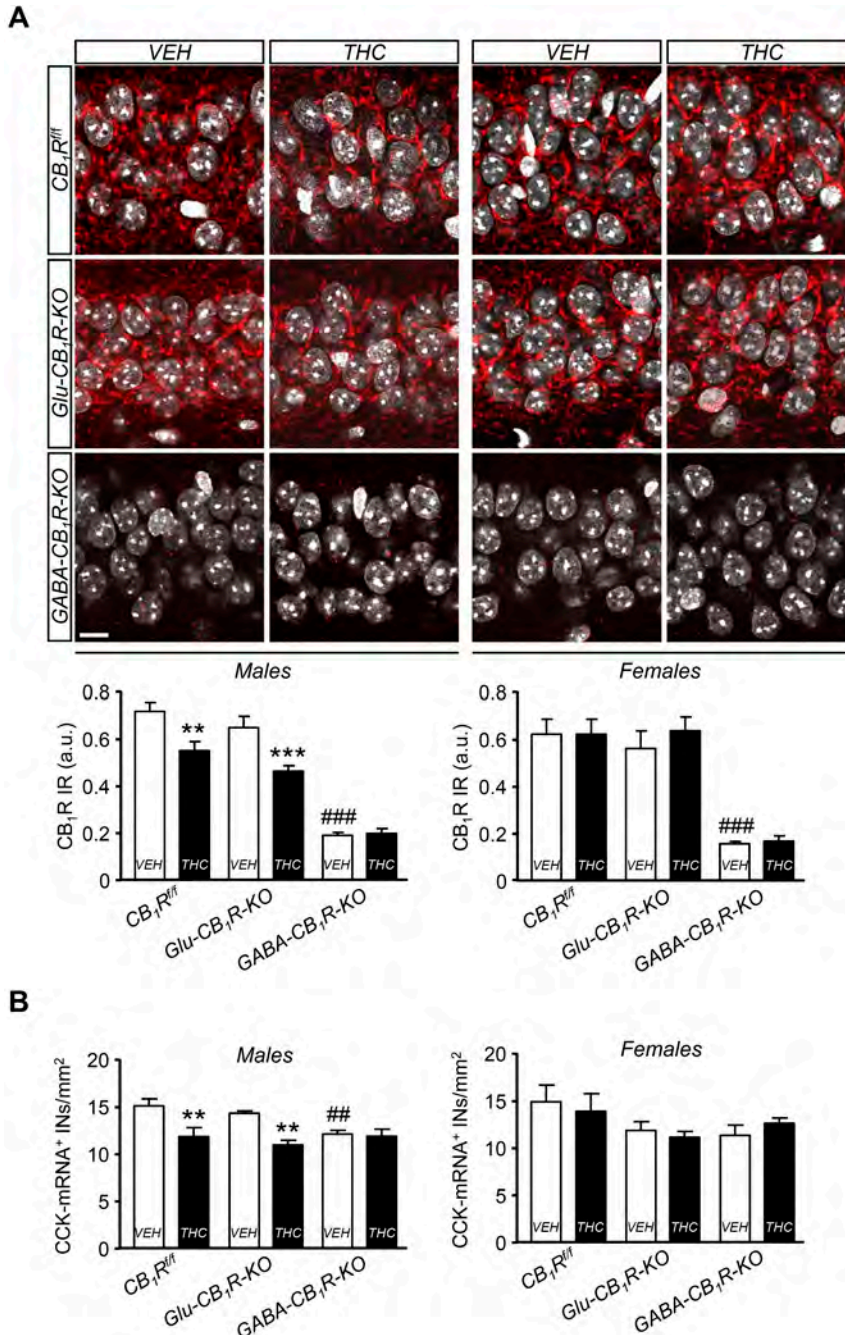 A
VEH THC VEH THC
CB₁Rf/f
Glu-CB₁R-KO
GABA-CB₁R-KO
Males Females
CB₁R IR (a.u.)
0.8
0.6
0.4
0.2
0
** *** ###
VEH THC VEH THC VEH THC
CB₁Rf/f Glu-CB₁R-KO GABA-CB₁R-KO
CB₁R IR (a.u.)
0.8
0.6
0.4
0.2
0
###
VEH THC VEH THC VEH THC
CB₁Rf/f Glu-CB₁R-KO GABA-CB₁R-KO
B
Males
CCK-mRNA⁺ INs/mm²
20
15
10
5
0
** ** ##
VEH THC VEH THC VEH THC
CB₁Rf/f Glu-CB₁R-KO GABA-CB₁R-KO
Females
CCK-mRNA⁺ INs/mm²
20
15
10
5
0
VEH THC VEH THC VEH THC
CB₁Rf/f Glu-CB₁R-KO GABA-CB₁R-KO